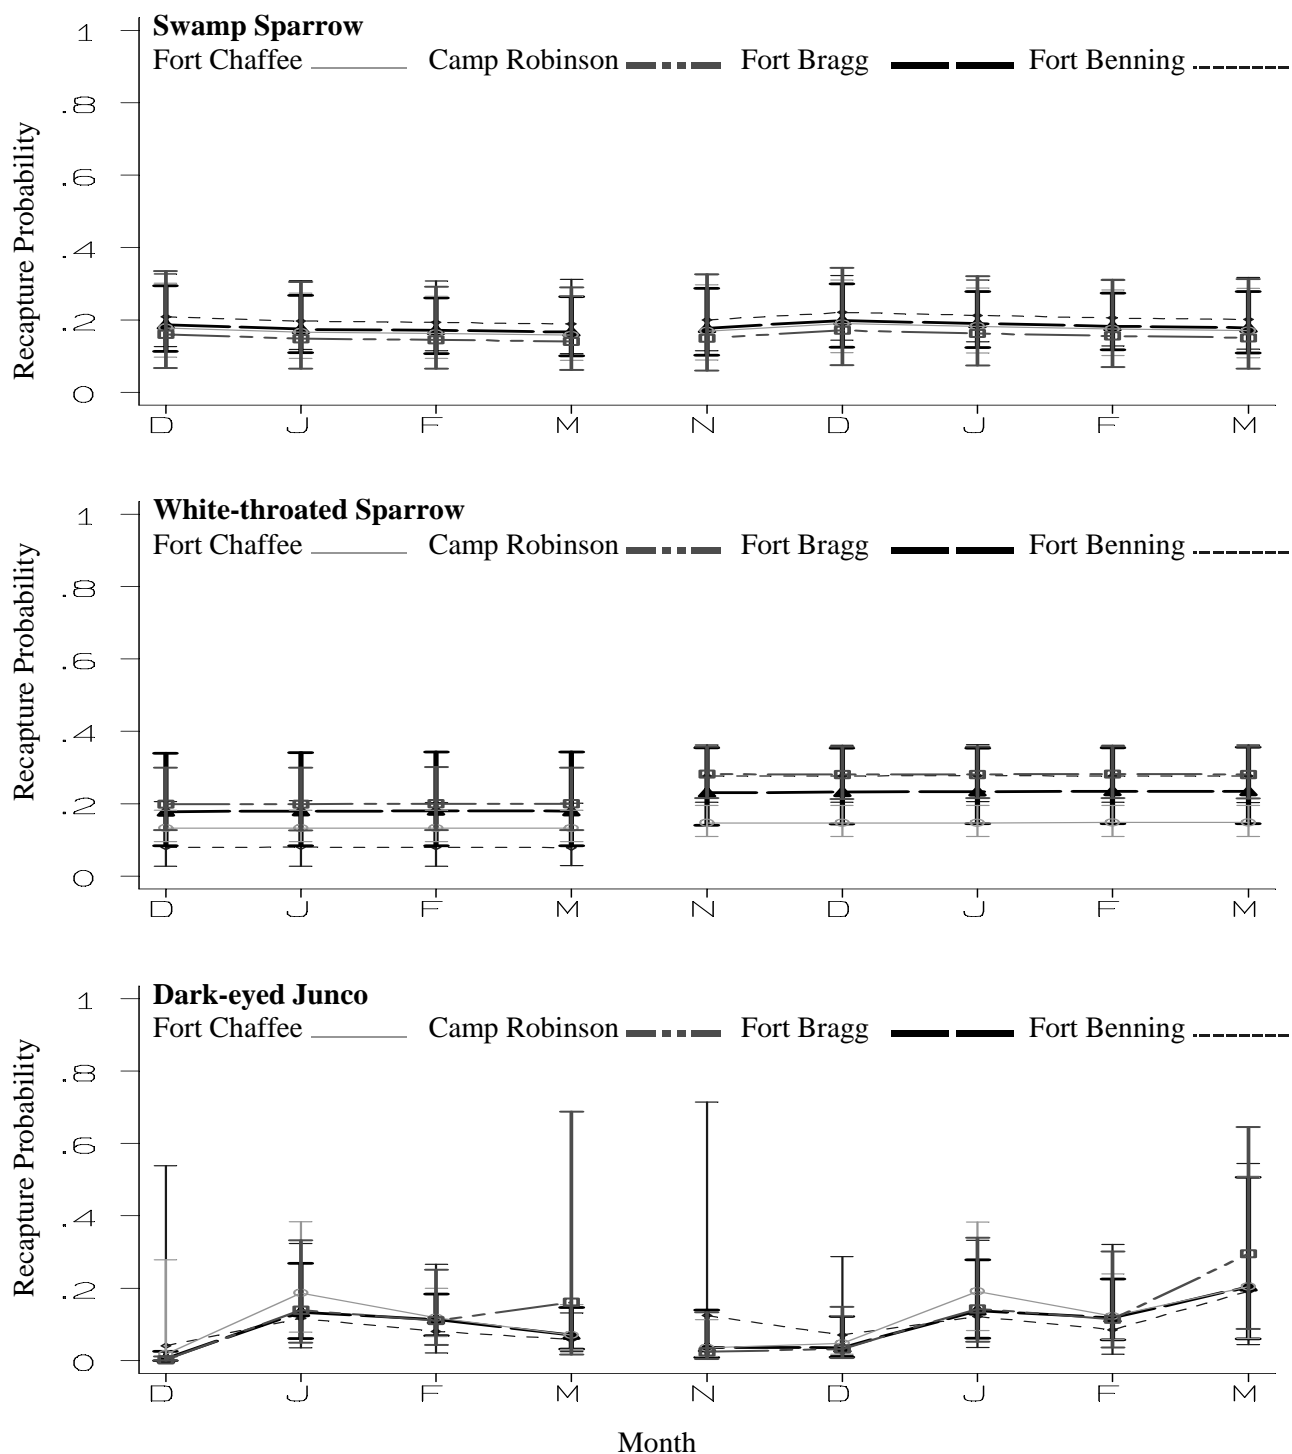 Swamp Sparrow
Fort Chaffee Camp Robinson Fort Bragg Fort Benning
1
.8
.6
.4
.2
0
Recapture Probability
D J F M N D J F M
White-throated Sparrow
Fort Chaffee Camp Robinson Fort Bragg Fort Benning
1
.8
.6
.4
.2
0
Recapture Probability
D J F M N D J F M
Dark-eyed Junco
Fort Chaffee Camp Robinson Fort Bragg Fort Benning
1
.8
.6
.4
.2
0
Recapture Probability
D J F M N D J F M
Month